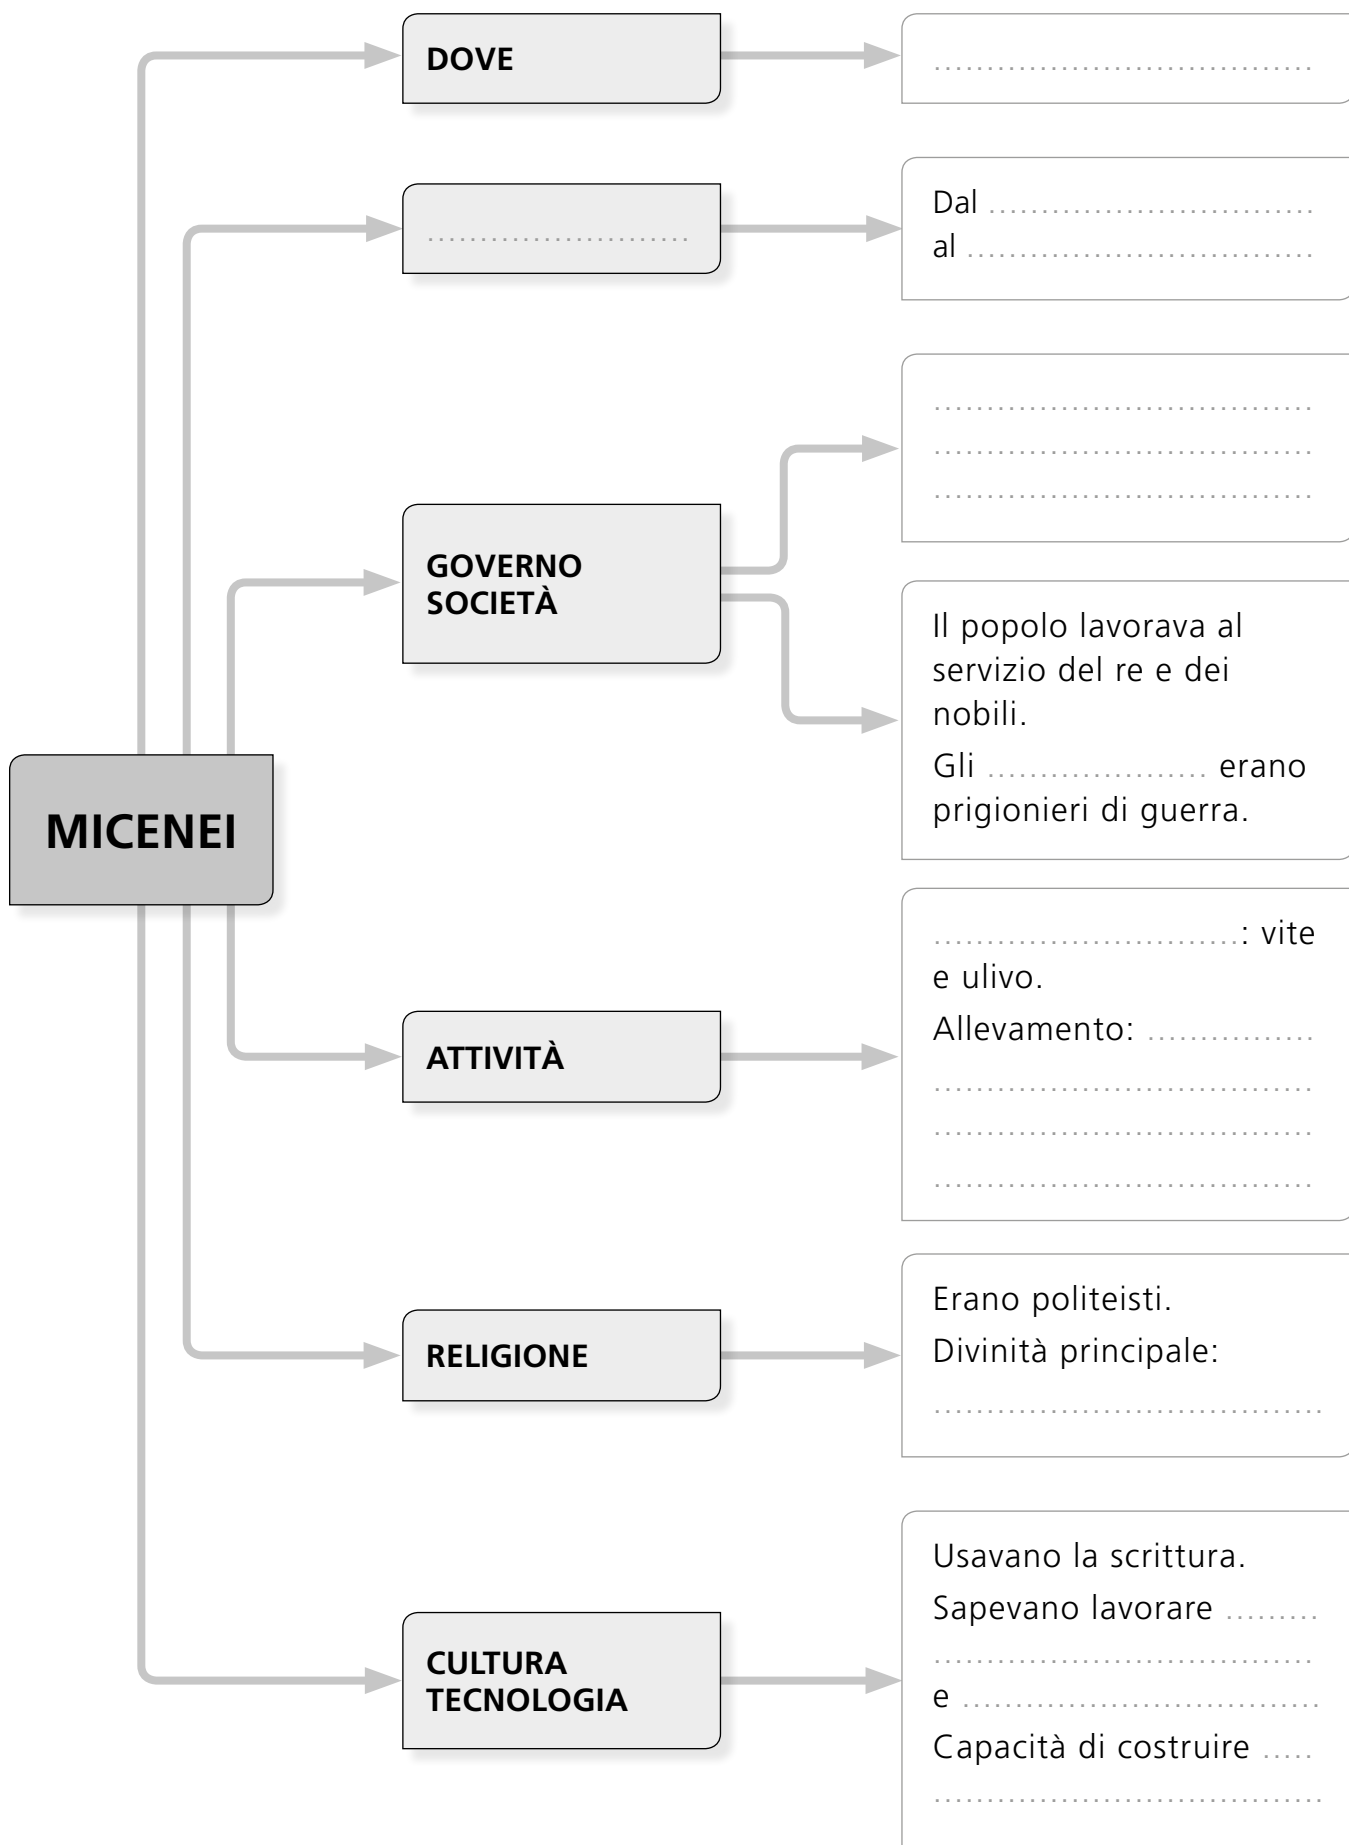 DOVE
................................................
................................
Dal ........................................
al ...........................................
GOVERNO
SOCIETÀ
................................................
................................................
................................................
Il popolo lavorava al
servizio del re e dei
nobili.
Gli ........................... erano
prigionieri di guerra.
MICENEI
ATTIVITÀ
.....................................: vite
e ulivo.
Allevamento: ....................
................................................
................................................
................................................
RELIGIONE
Erano politeisti.
Divinità principale:
................................................
CULTURA
TECNOLOGIA
Usavano la scrittura.
Sapevano lavorare .........
................................................
e ............................................
Capacità di costruire .....
................................................